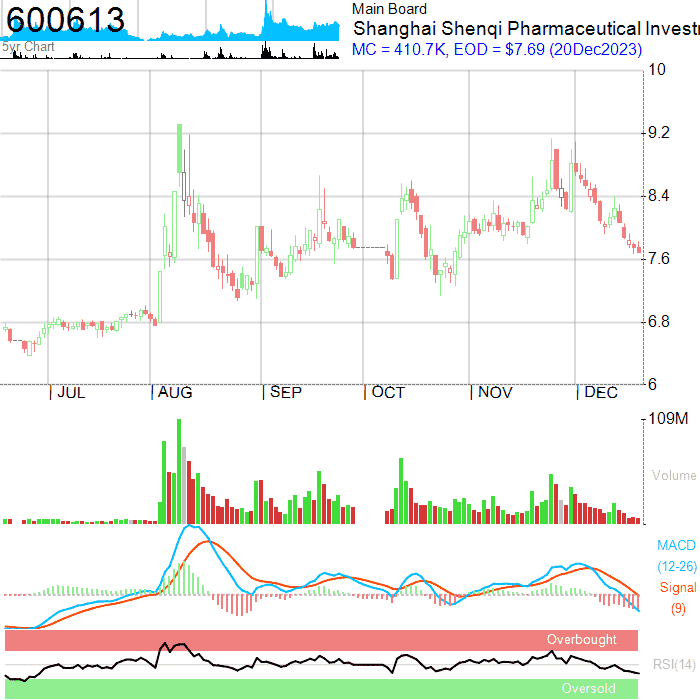 600613
5yr Chart
Main Board
Shanghai Shenqi Pharmaceutical Investr
MC = 410.7K, EOD = $7.69 (20Dec2023)
10
9.2
8.4
7.6
6.8
6
JUL AUG SEP OCT NOV DEC
109M
Volume
MACD
(12-26)
Signal
(9)
Overbought
RSI(14)
Oversold